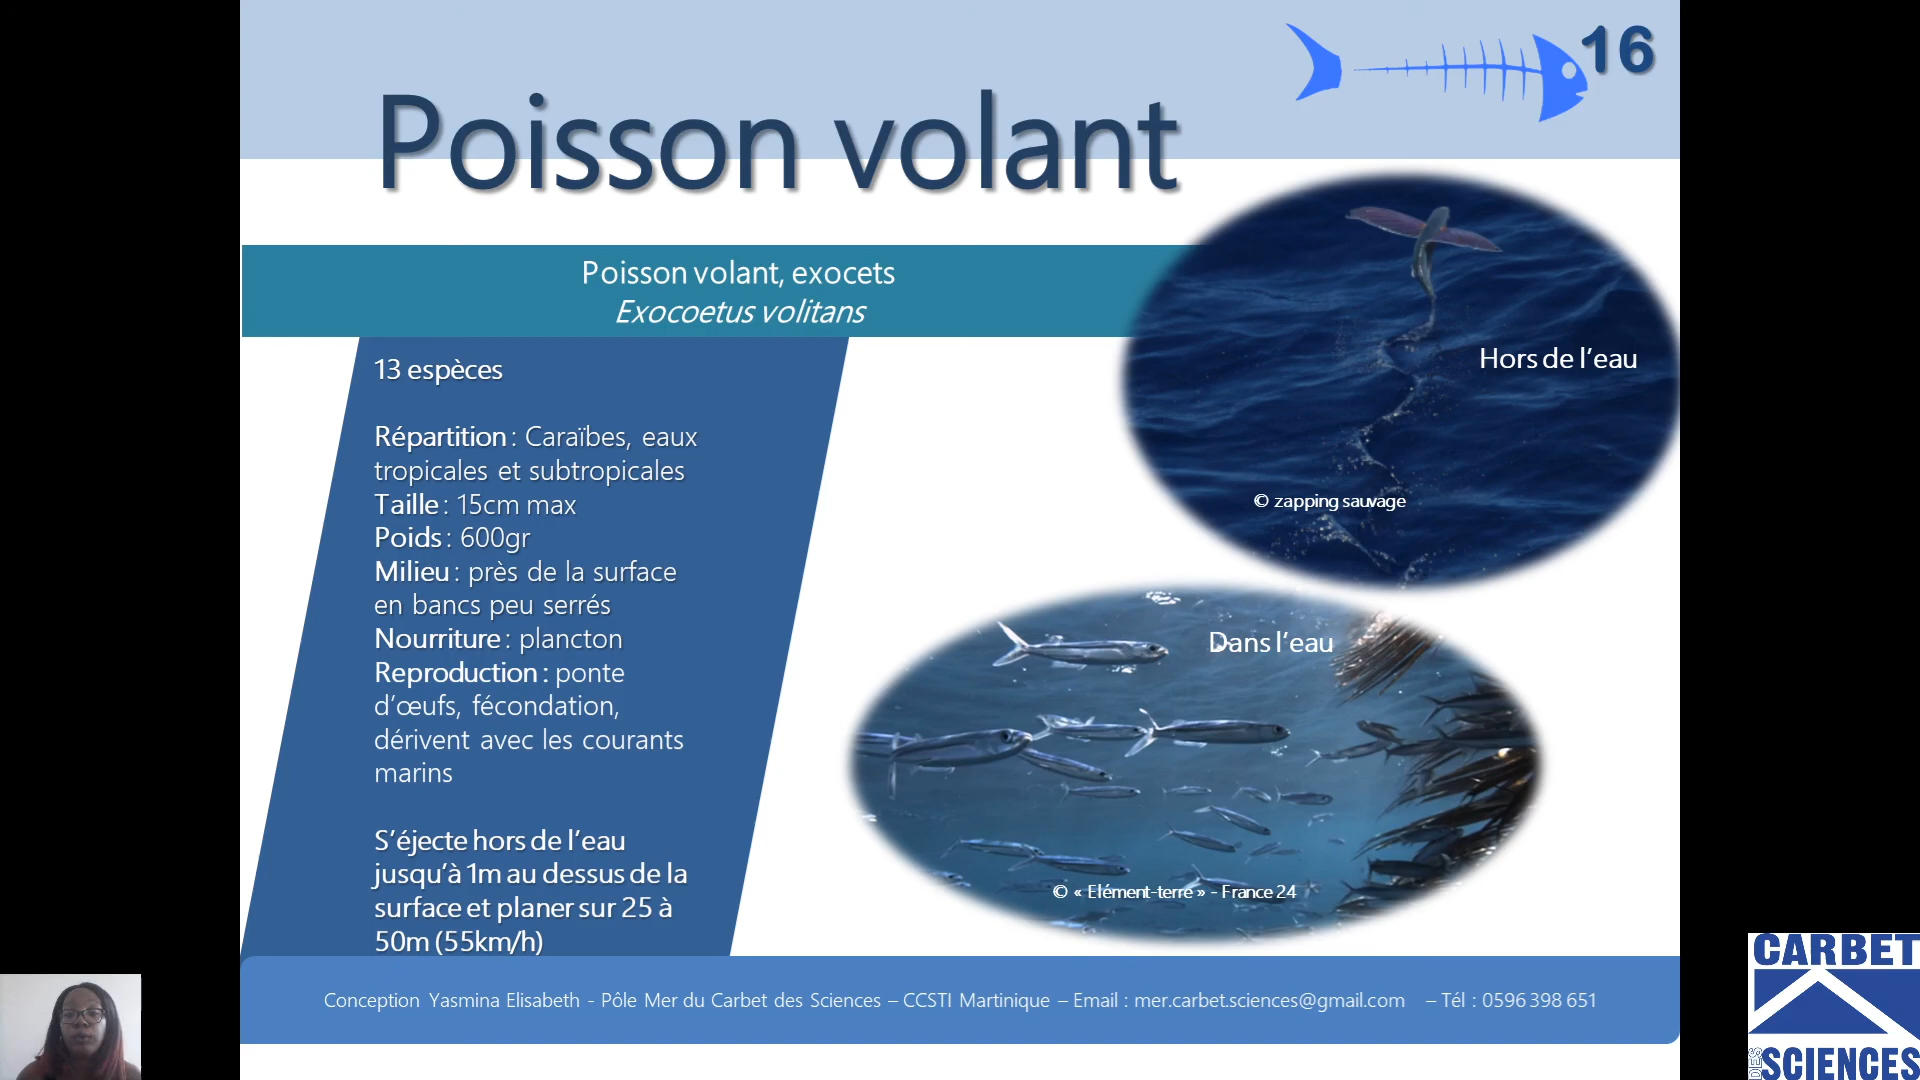 16
Poisson volant
Poisson volant, exocets
Exocoetus volitans
13 espèces
Répartition : Caraïbes, eaux
tropicales et subtropicales
Taille : 15cm max
Poids : 600gr
Milieu : près de la surface
en bancs peu serrés
Nourriture : plancton
Reproduction : ponte
d’œufs, fécondation,
dérivent avec les courants
marins
S’éjecte hors de l’eau
jusqu’à 1m au dessus de la
surface et planer sur 25 à
50m (55km/h)
Hors de l’eau
© zapping sauvage
Dans l’eau
© « Elément-terre » - France 24
Conception Yasmina Elisabeth - Pôle Mer du Carbet des Sciences – CCSTI Martinique – Email : mer.carbet.sciences@gmail.com – Tél : 0596 398 651
CARBET
DES SCIENCES